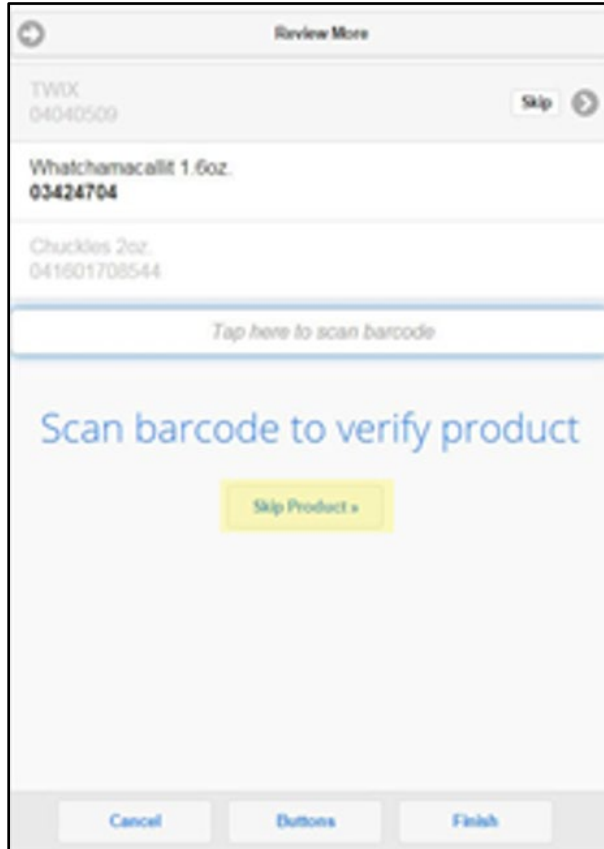 Review More
TWIX
04040509
Skip
Whatchamacallit 1.6oz.
03424704
Chuckles 2oz.
041601708544
Tap here to scan barcode
Scan barcode to verify product
Skip Product »
Cancel
Buttons
Finish